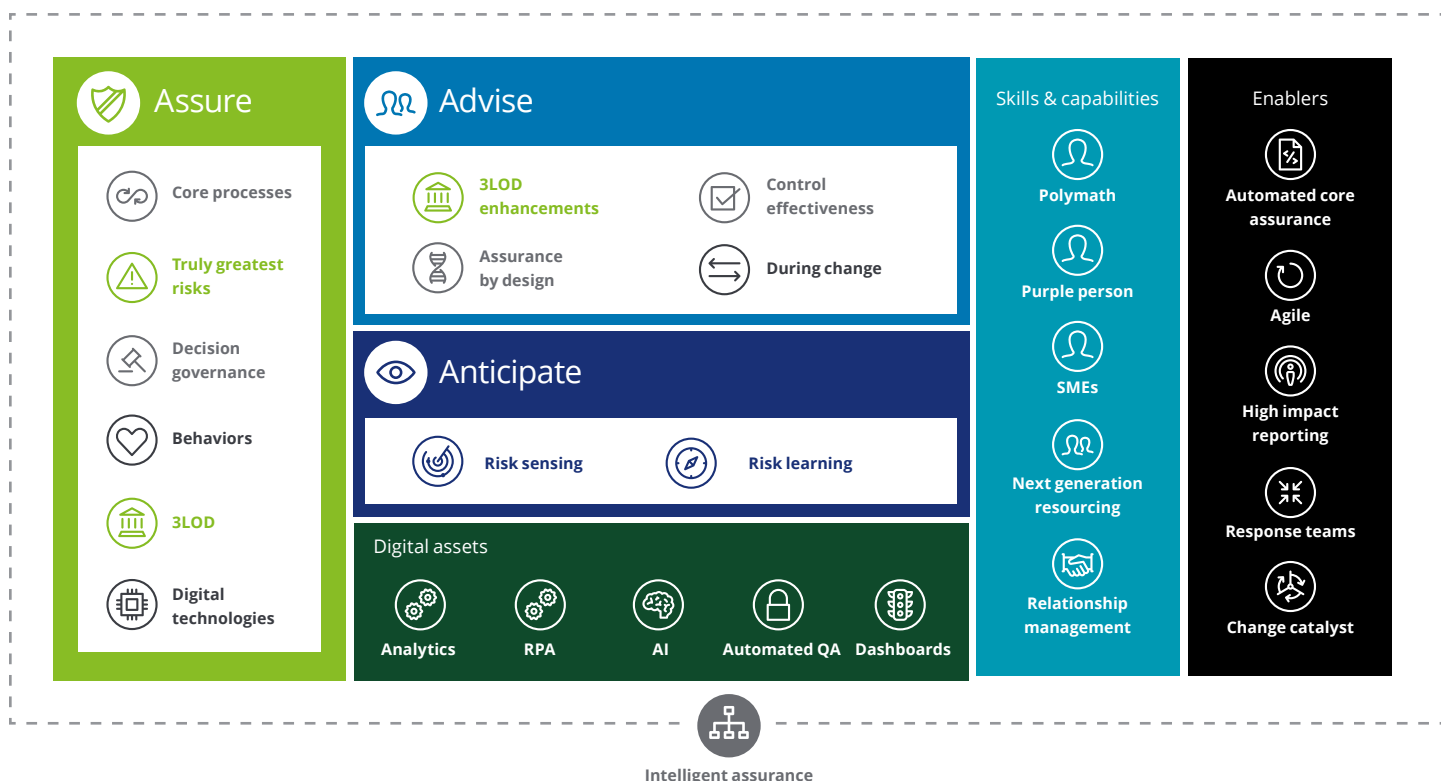 Assure
Core processes
Truly greatest
risks
Decision
governance
Behaviors
3LOD
Digital
technologies
Advise
3LOD
enhancements
Control
effectiveness
Assurance
by design
During change
Anticipate
Risk sensing
Risk learning
Digital assets
Analytics
RPA
AI
Automated QA
Dashboards
Skills & capabilities
Polymath
Purple person
SMEs
Next generation
resourcing
Relationship
management
Enablers
Automated core
assurance
Agile
High impact
reporting
Response teams
Change catalyst
Intelligent assurance